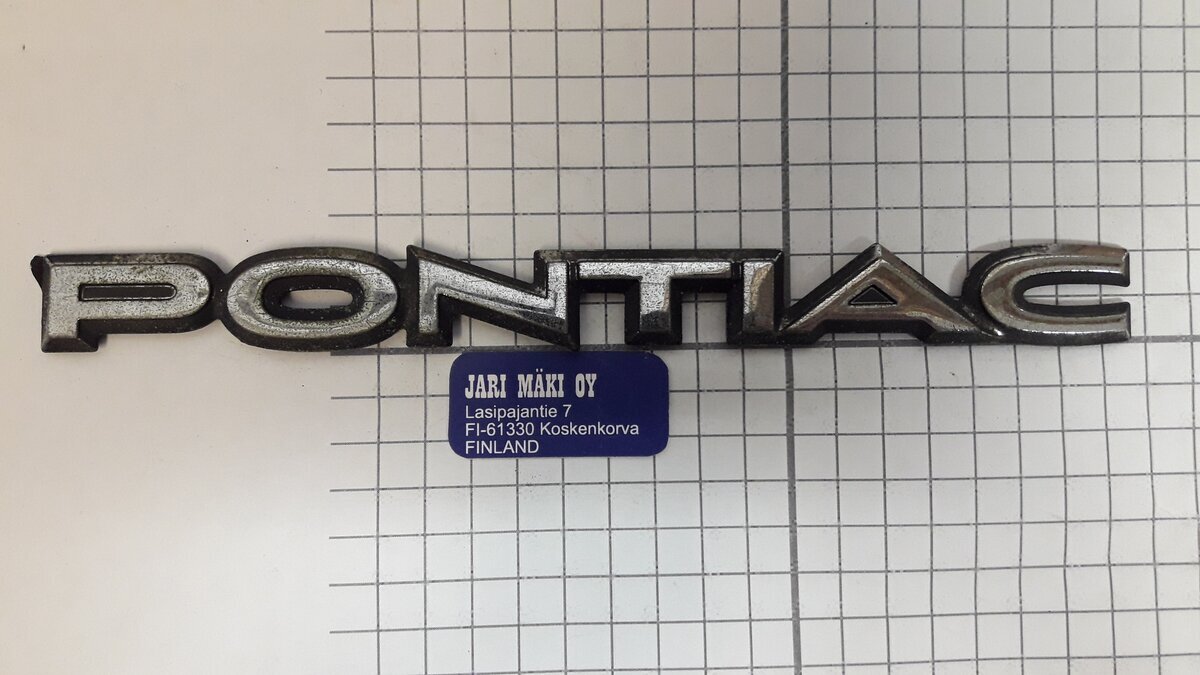 PONTIAC
JARI MÄKI OY
Lasipajantie 7
FI-61330 Koskenkorva
FINLAND